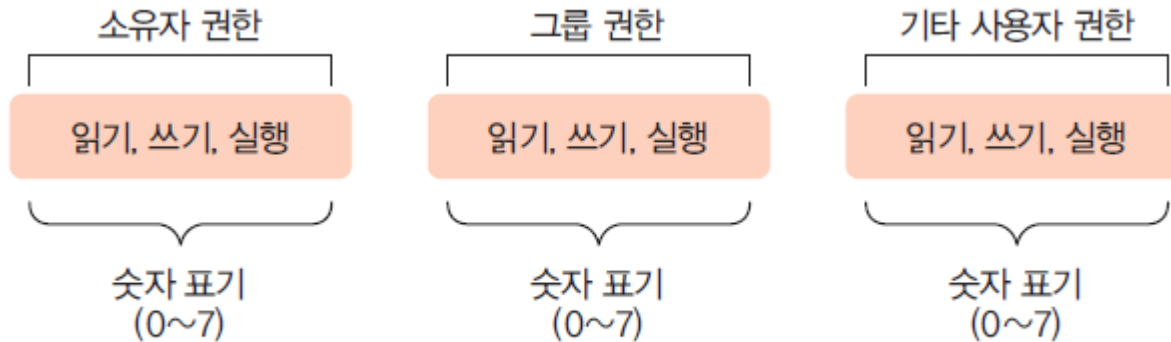 소유자 권한 그룹 권한 기타 사용자 권한
읽기, 쓰기, 실행 읽기, 쓰기, 실행 읽기, 쓰기, 실행
숫자 표기 숫자 표기 숫자 표기
(0~7) (0~7) (0~7)